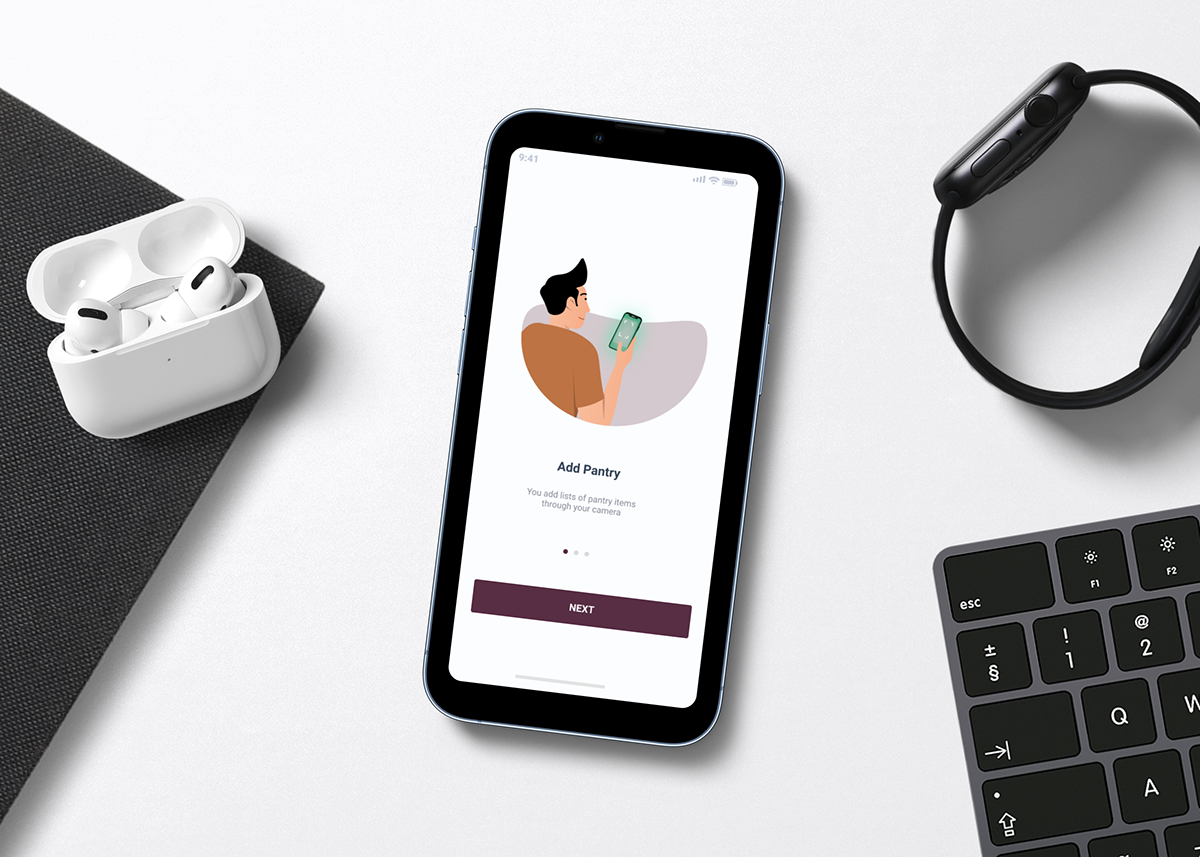 9:41
Add Pantry
You add lists of pantry items
through your camera
NEXT
esc
F1
F2
±
§
!
1
@
2
Q
W
A